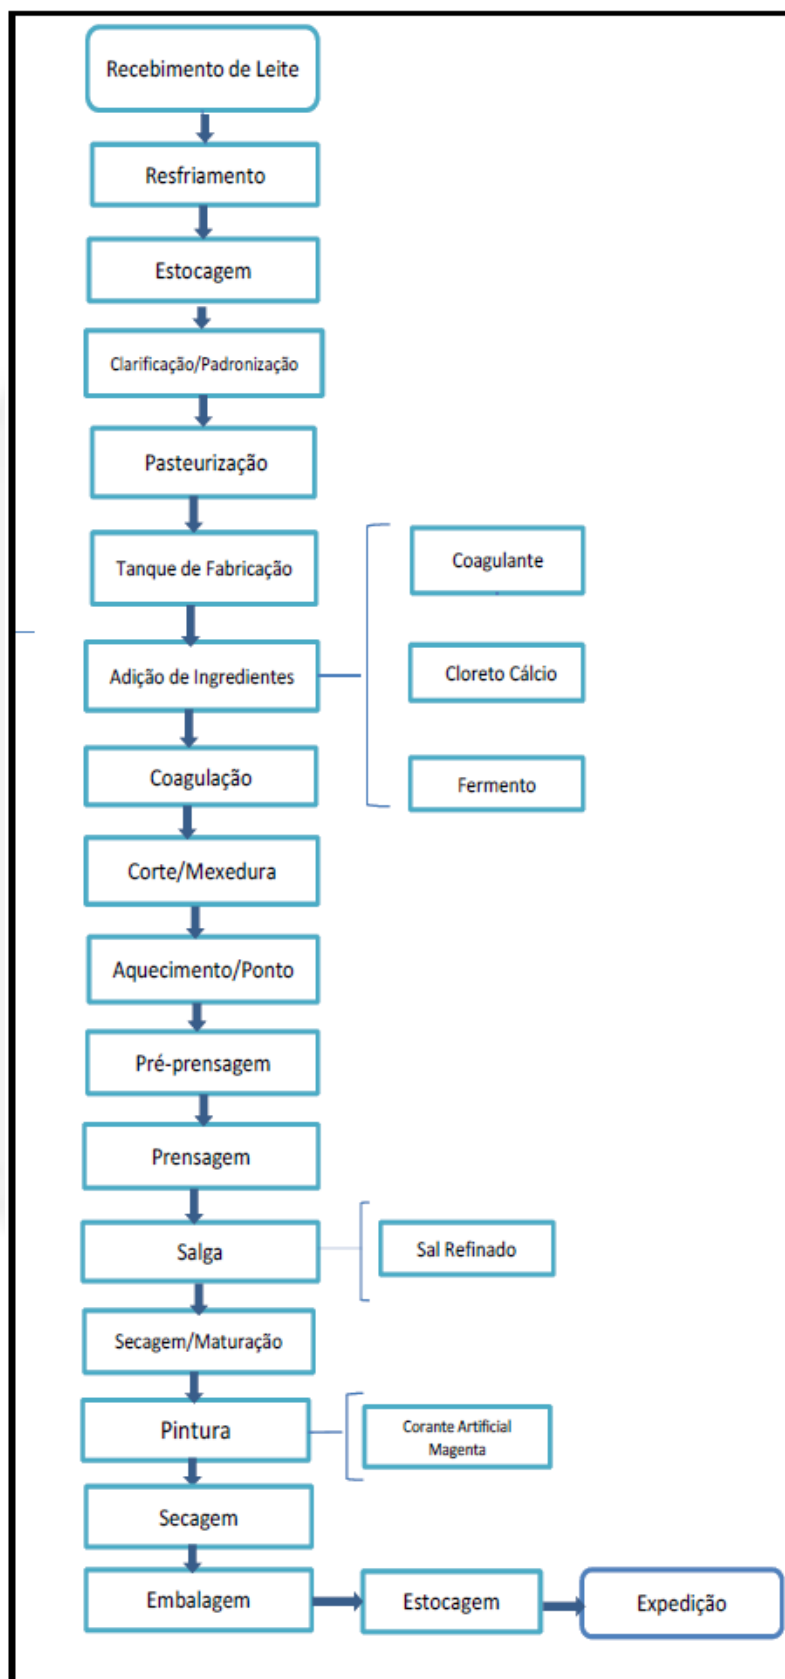 Recebimento de Leite
Resfriamento
Estocagem
Clarificação/Padronização
Pasteurização
Tanque de Fabricação
Adição de Ingredientes
Coagulante
Cloreto Cálcio
Fermento
Coagulação
Corte/Mexedura
Aquecimento/Ponto
Pré-prensagem
Prensagem
Salga
Sal Refinado
Secagem/Maturação
Pintura
Corante Artificial
Magenta
Secagem
Embalagem
Estocagem
Expedição